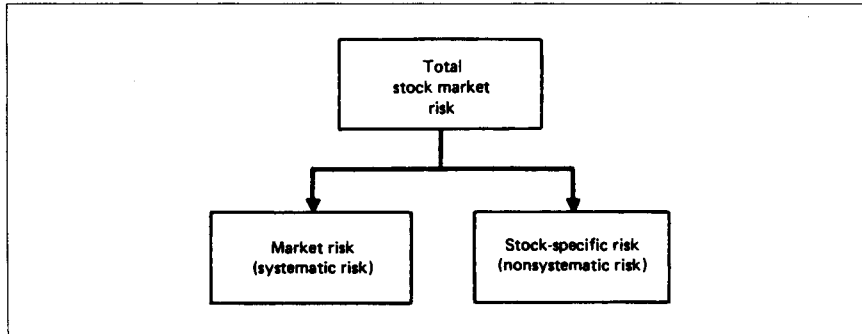 Total
stock market
risk
Market risk
(systematic risk)
Stock-specific risk
(nonsystematic risk)